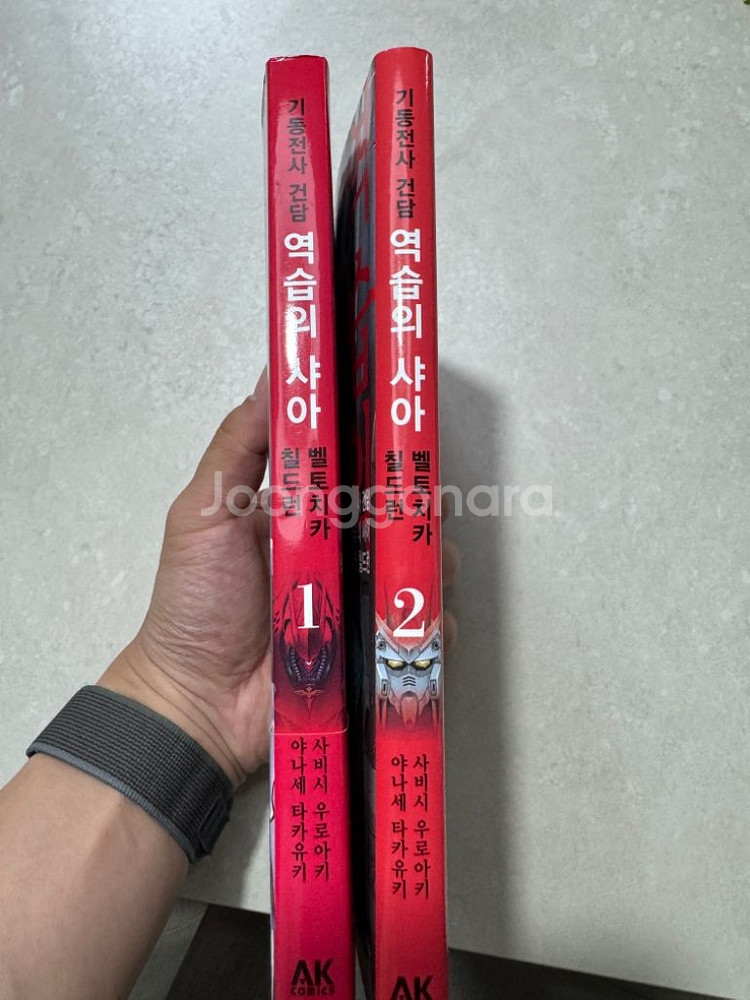 기동전사 건담
역습의 샤아
벨토치카
칠드런
1
사비시 우로아키
야나세 타카유키
AK
comics
기동전사 건담
역습의 샤아
벨토치카
칠드런
2
사비시 우로아키
야나세 타카유키
AK
Joonggonara